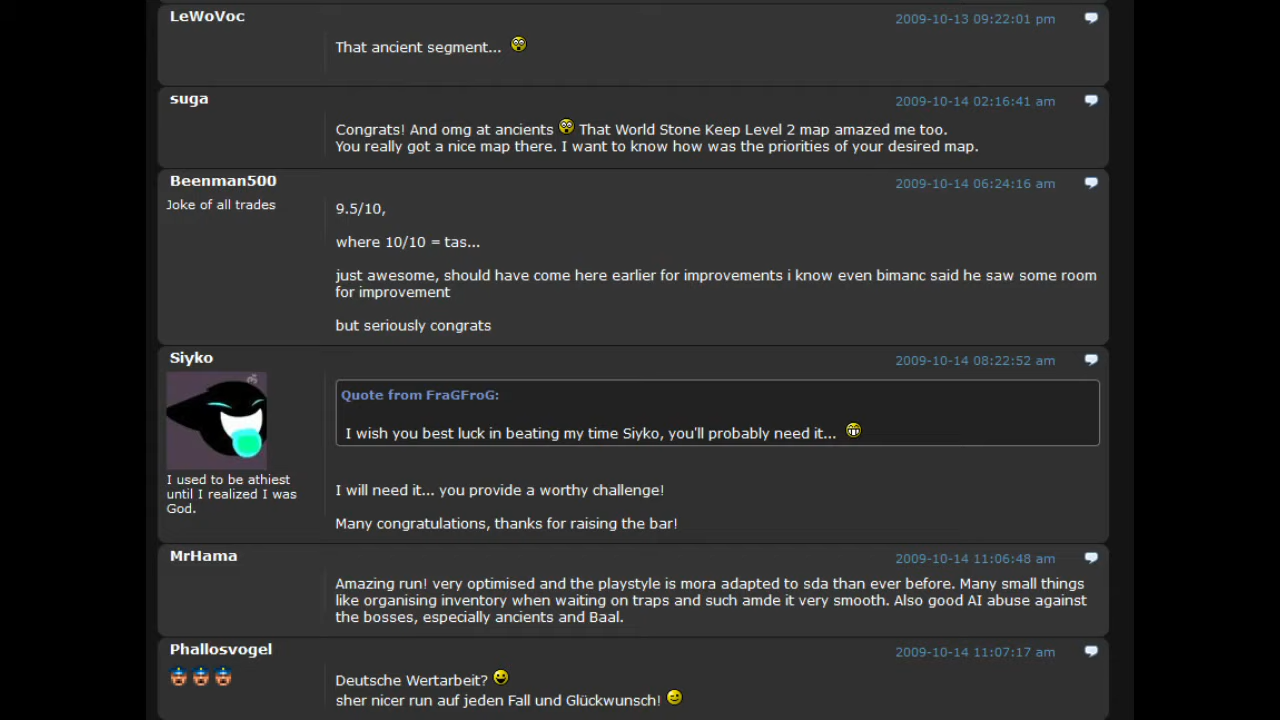 LeWoVoc
2009-10-13 09:22:01 pm
That ancient segment...
suga
2009-10-14 02:16:41 am
Congrats! And omg at ancients That World Stone Keep Level 2 map amazed me too.
You really got a nice map there. I want to know how was the priorities of your desired map.
Beenman500
2009-10-14 06:24:16 am
Joke of all trades
9.5/10,
where 10/10 = tas...
just awesome, should have come here earlier for improvements i know even bimanc said he saw some room
for improvement
but seriously congrats
Siyko
2009-10-14 08:22:52 am
I used to be athiest
until I realized I was
God.
Quote from FraGFroG:
I wish you best luck in beating my time Siyko, you'll probably need it...
I will need it... you provide a worthy challenge!
Many congratulations, thanks for raising the bar!
MrHama
2009-10-14 11:06:48 am
Amazing run! very optimised and the playstyle is mora adapted to sda than ever before. Many small things
like organising inventory when waiting on traps and such amde it very smooth. Also good AI abuse against
the bosses, especially ancients and Baal.
Phallosvogel
2009-10-14 11:07:17 am
Deutsche Wertarbeit?
sher nicer run auf jeden Fall und Glückwunsch!